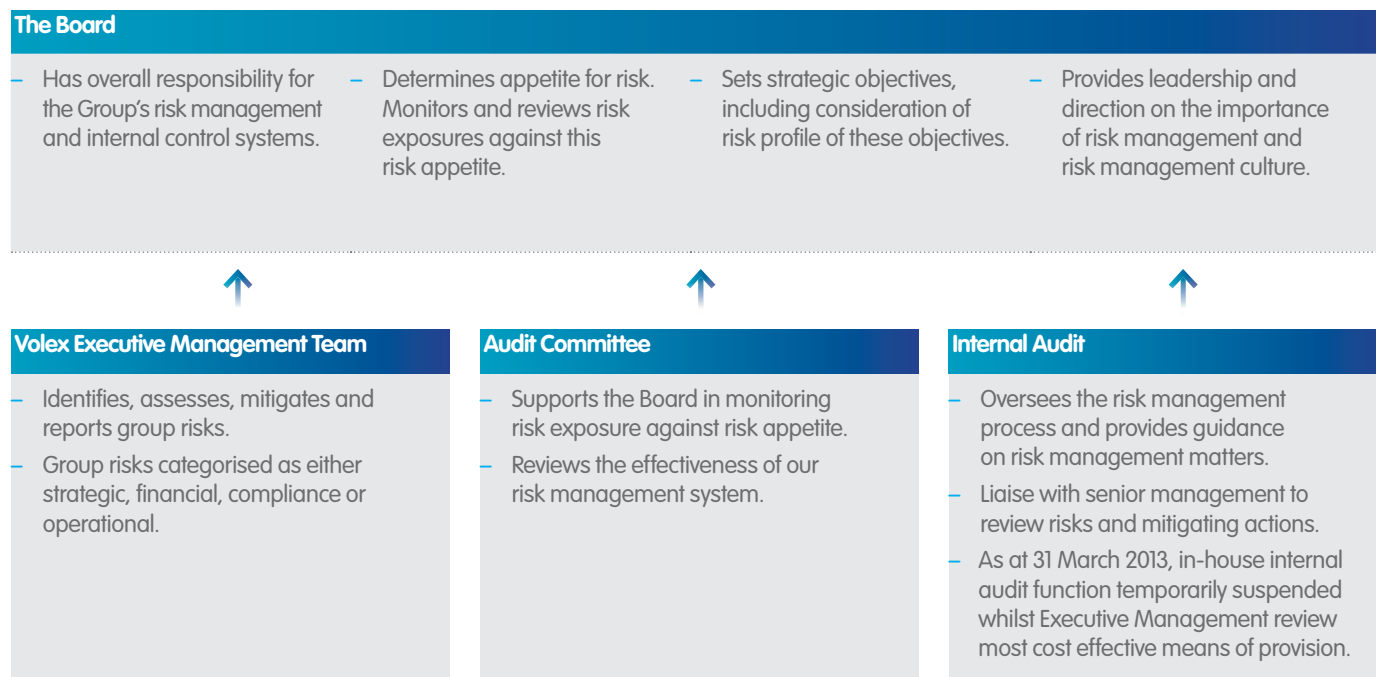 The Board
– Has overall responsibility for
the Group's risk management
and internal control systems.
– Determines appetite for risk.
Monitors and reviews risk
exposures against this
risk appetite.
– Sets strategic objectives,
including consideration of
risk profile of these objectives.
– Provides leadership and
direction on the importance
of risk management and
risk management culture.
Volex Executive Management Team
– Identifies, assesses, mitigates and
reports group risks.
– Group risks categorised as either
strategic, financial, compliance or
operational.
Audit Committee
– Supports the Board in monitoring
risk exposure against risk appetite.
– Reviews the effectiveness of our
risk management system.
Internal Audit
– Oversees the risk management
process and provides guidance
on risk management matters.
– Liaise with senior management to
review risks and mitigating actions.
– As at 31 March 2013, in-house internal
audit function temporarily suspended
whilst Executive Management review
most cost effective means of provision.